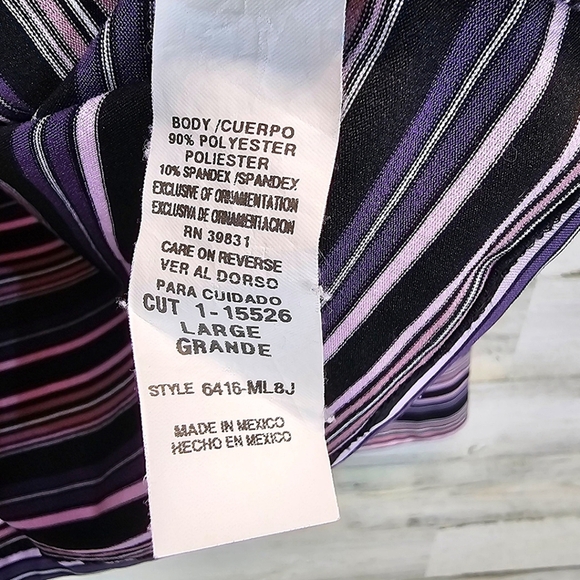 BODY /CUERPO
90% POLYESTER
POLIESTER
10% SPANDEX /SPANDEX
EXCLUSIVE OF ORNAMENTATION
EXCLUSIVA DE ORNAMENTACION
RN 39831
CARE ON REVERSE
VER AL DORSO
PARA CUIDADO
CUT 1-15526
LARGE
GRANDE
STYLE 6416-ML8J
MADE IN MEXICO
HECHO EN MEXICO